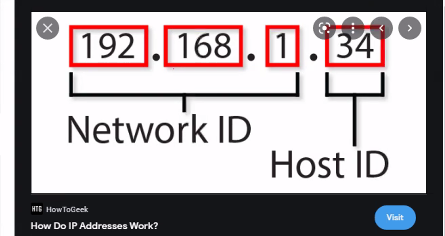 192.168.1.34
Network ID
Host ID
HTG HowToGeek
How Do IP Addresses Work?
Visit